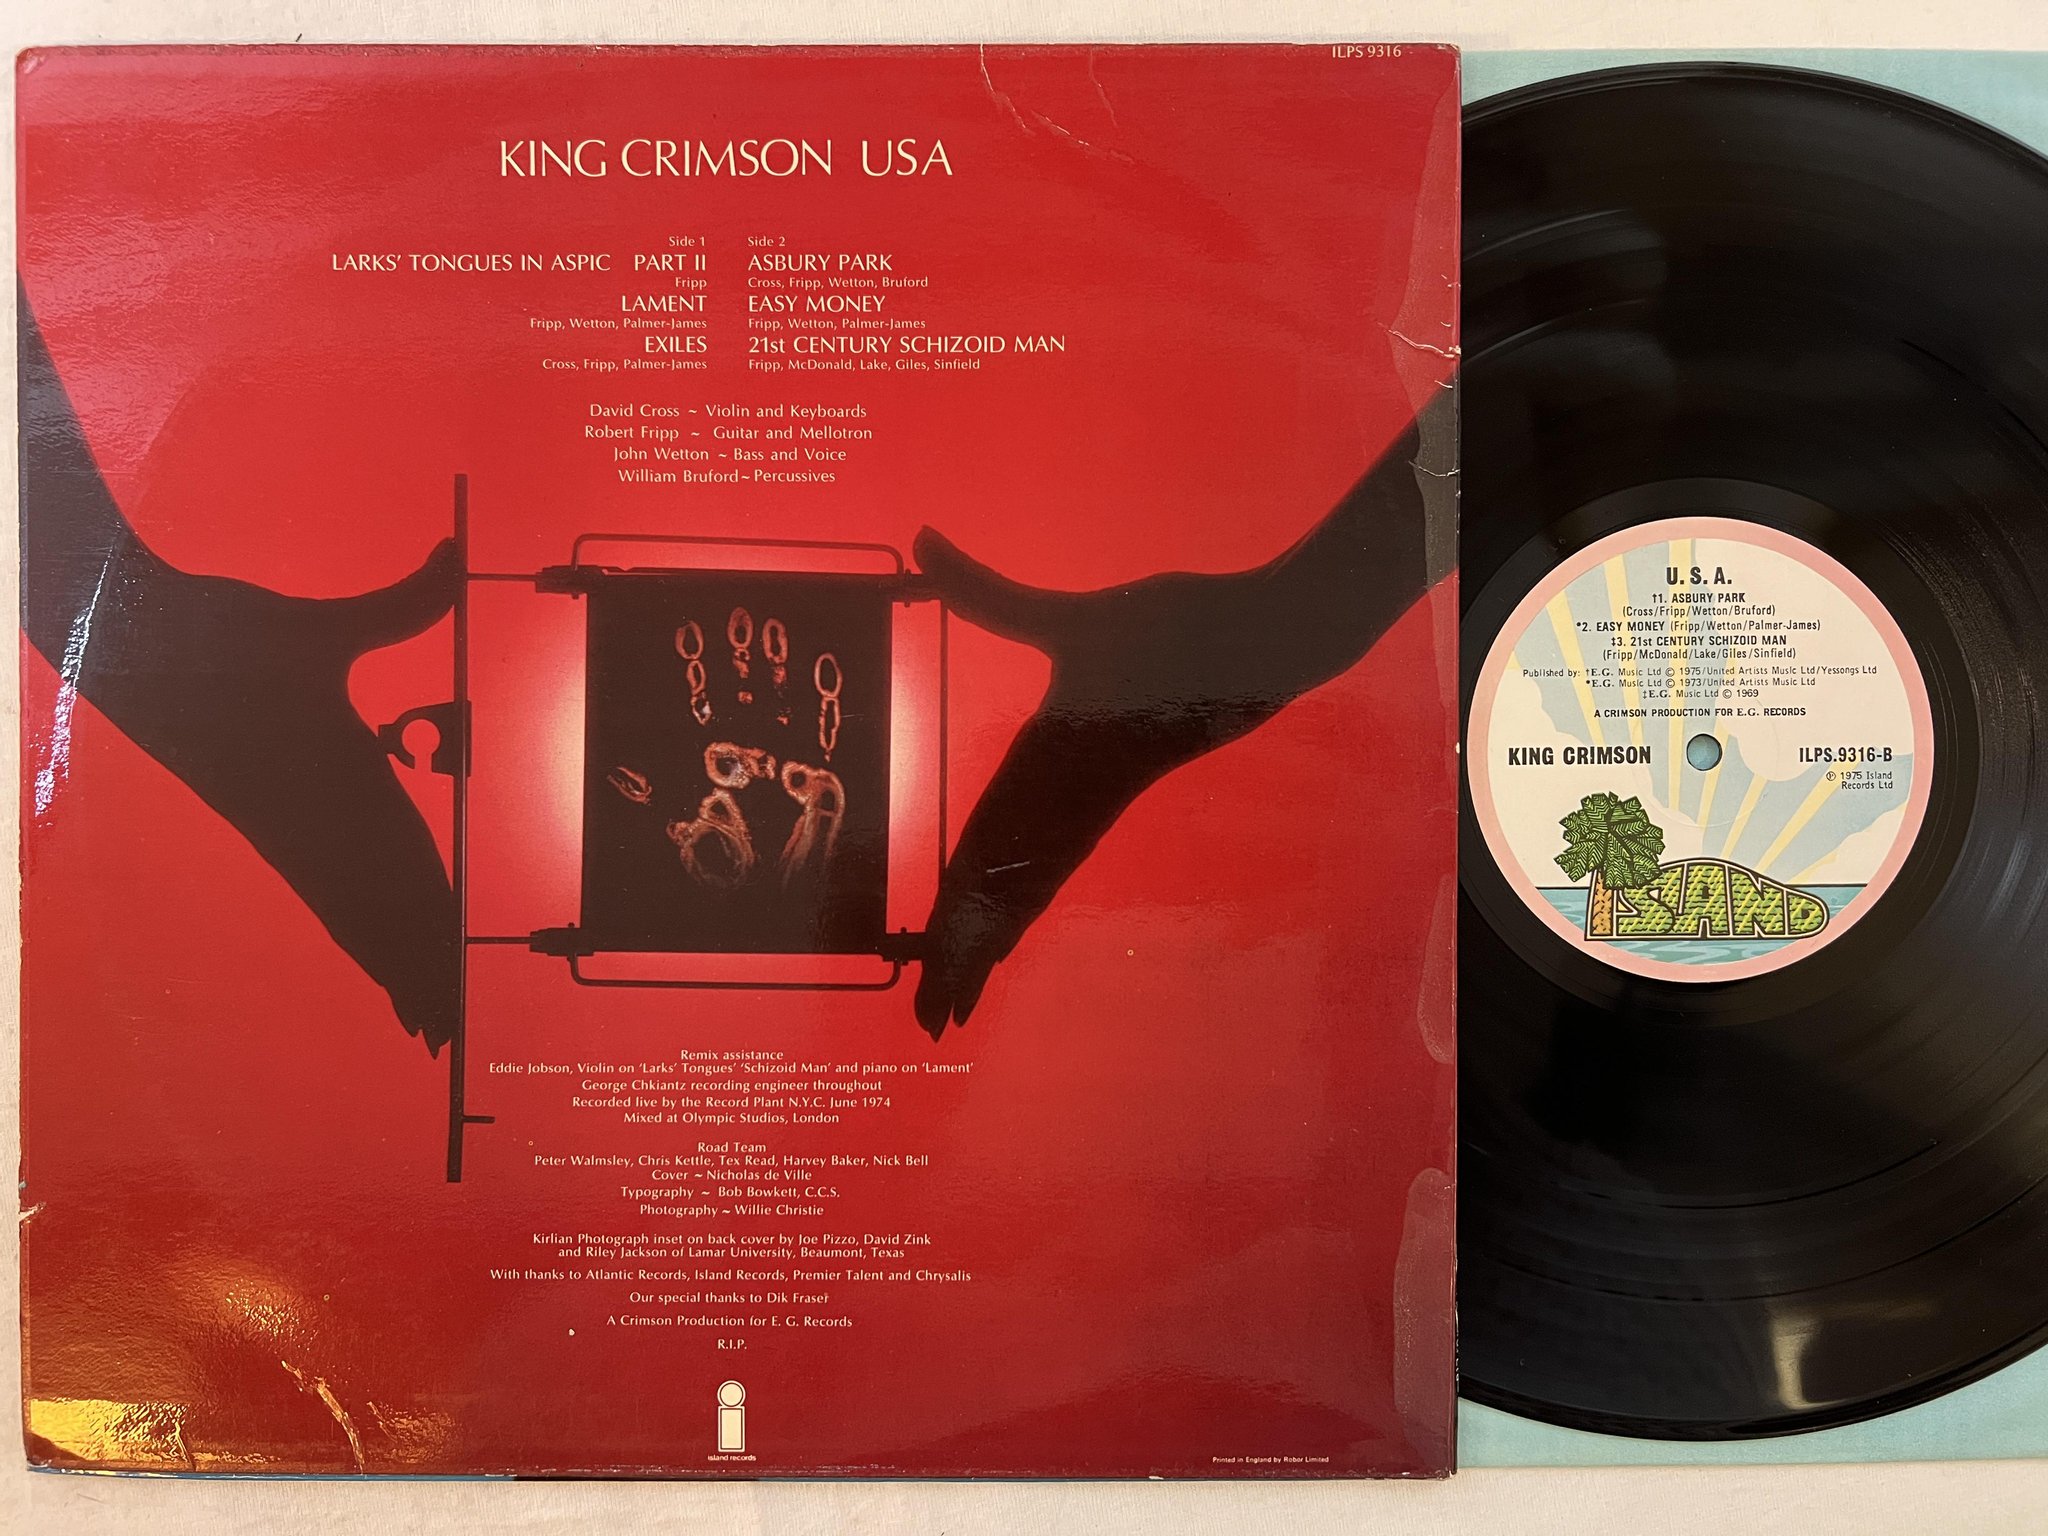 ILPS 9316
KING CRIMSON USA
Side 1
LARKS' TONGUES IN ASPIC PART II
Fripp
LAMENT
Fripp, Wetton, Palmer-James
EXILES
Cross, Fripp, Palmer-James
Side 2
ASBURY PARK
Cross, Fripp, Wetton, Bruford
EASY MONEY
Fripp, Wetton, Palmer-James
21st CENTURY SCHIZOID MAN
Fripp, McDonald, Lake, Giles, Sinfield
David Cross ~ Violin and Keyboards
Robert Fripp ~ Guitar and Mellotron
John Wetton ~ Bass and Voice
William Bruford ~ Percussives
Remix assistance
Eddie Jobson, Violin on 'Larks' Tongues' 'Schizoid Man' and piano on 'Lament'
George Chkiantz recording engineer throughout
Recorded live by the Record Plant N.Y.C. June 1974
Mixed at Olympic Studios, London
Road Team
Peter Walmsley, Chris Kettle, Tex Read, Harvey Baker, Nick Bell
Cover ~ Nicholas de Ville
Typography ~ Bob Bowkett, C.C.S.
Photography ~ Willie Christie
Kirlian Photograph inset on back cover by Joe Pizzo, David Zink
and Riley Jackson of Lamar University, Beaumont, Texas
With thanks to Atlantic Records, Island Records, Premier Talent and Chrysalis
Our special thanks to Dik Fraser
A Crimson Production for E. G. Records
R.I.P.
island records
Printed in England by Robor Limited
U. S. A.
†1. ASBURY PARK
(Cross/Fripp/Wetton/Bruford)
*2. EASY MONEY (Fripp/Wetton/Palmer-James)
‡3. 21st CENTURY SCHIZOID MAN
(Fripp/McDonald/Lake/Giles/Sinfield)
Published by: †E.G. Music Ltd © 1975/United Artists Music Ltd/Yessongs Ltd
*E.G. Music Ltd © 1973/United Artists Music Ltd
‡E.G. Music Ltd © 1969
A CRIMSON PRODUCTION FOR E.G. RECORDS
KING CRIMSON
ILPS.9316-B
℗ 1975 Island
Records Ltd
ISLAND